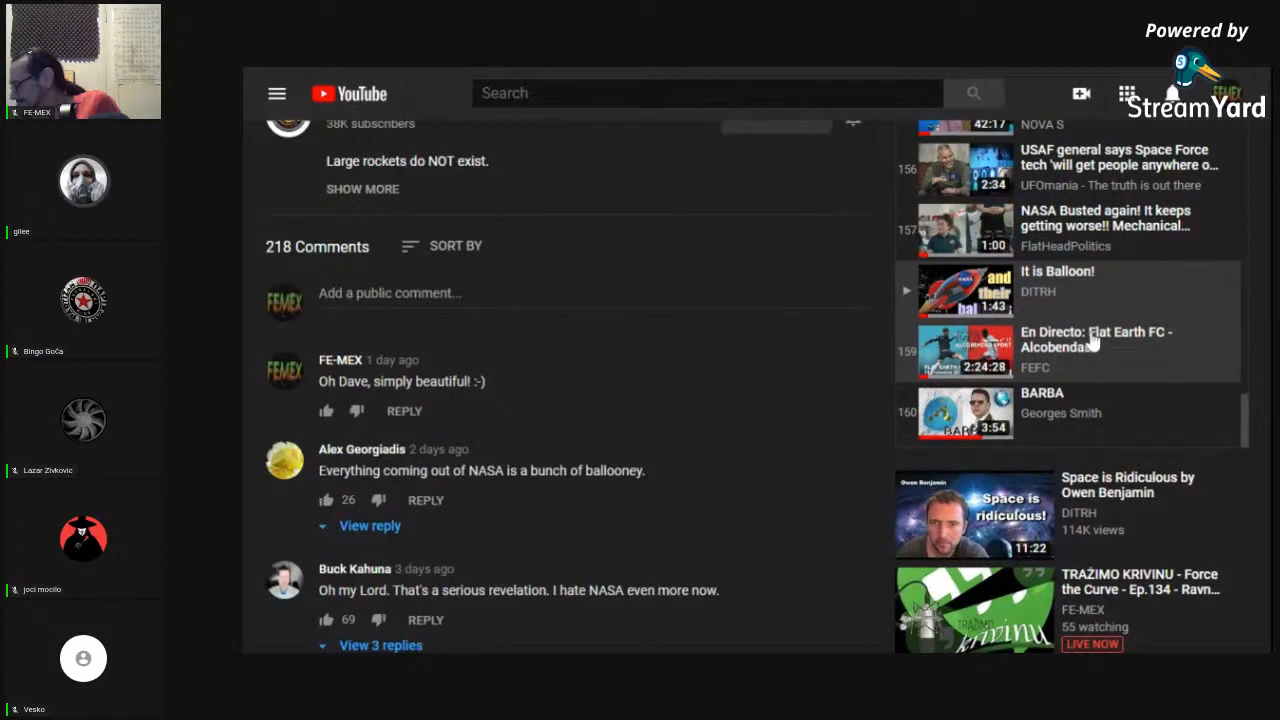 Powered by
StreamYard
FE-MEX
gilee
Bingo Goča
Lazar Zivkovic
joci mocilo
Vesko
YouTube
Search
38K subscribers
Large rockets do NOT exist.
SHOW MORE
218 Comments
SORT BY
Add a public comment...
FE-MEX 1 day ago
Oh Dave, simply beautiful! :-)
REPLY
Alex Georgiadis 2 days ago
Everything coming out of NASA is a bunch of ballooney.
26
REPLY
View reply
Buck Kahuna 3 days ago
Oh my Lord. That's a serious revelation. I hate NASA even more now.
69
REPLY
View 3 replies
42:17
NOVA S
156
2:34
USAF general says Space Force
tech 'will get people anywhere o...
UFOmania - The truth is out there
157
1:00
NASA Busted again! It keeps
getting worse!! Mechanical...
FlatHeadPolitics
and
their
bal
1:43
It is Balloon!
DITRH
159
2:24:28
En Directo: Flat Earth FC -
Alcobendas
FEFC
160
3:54
BARBA
Georges Smith
Owen Benjamin
Space is
ridiculous!
11:22
Space is Ridiculous by
Owen Benjamin
DITRH
114K views
TRAŽIMO
krivinu
TRAŽIMO KRIVINU - Force
the Curve - Ep.134 - Ravn...
FE-MEX
55 watching
LIVE NOW